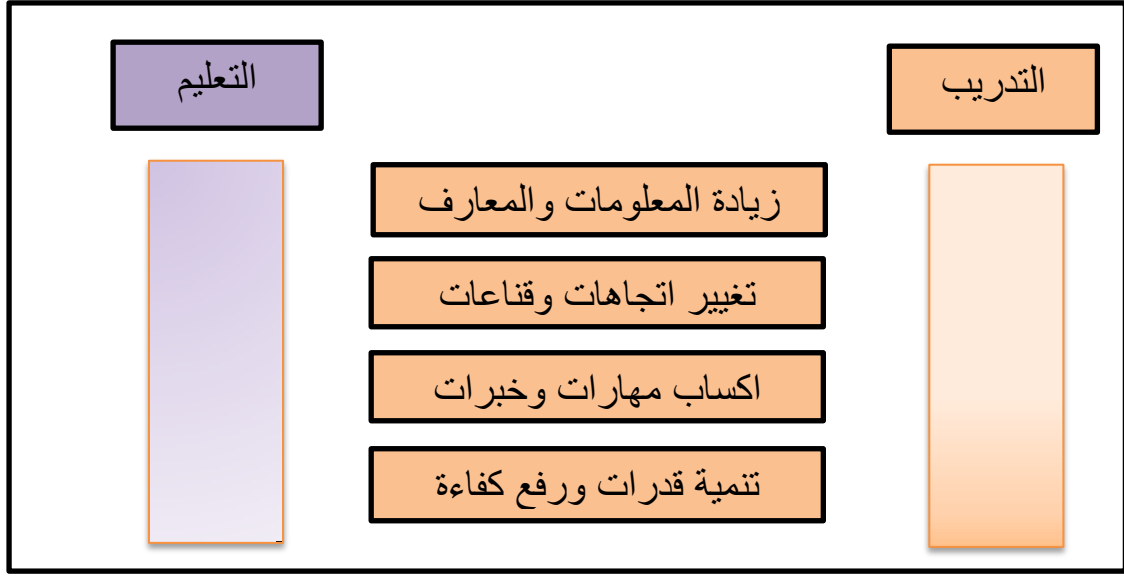 التدريب
التعليم
زيادة المعلومات والمعارف
تغيير اتجاهات وقناعات
اكساب مهارات وخبرات
تنمية قدرات ورفع كفاءة